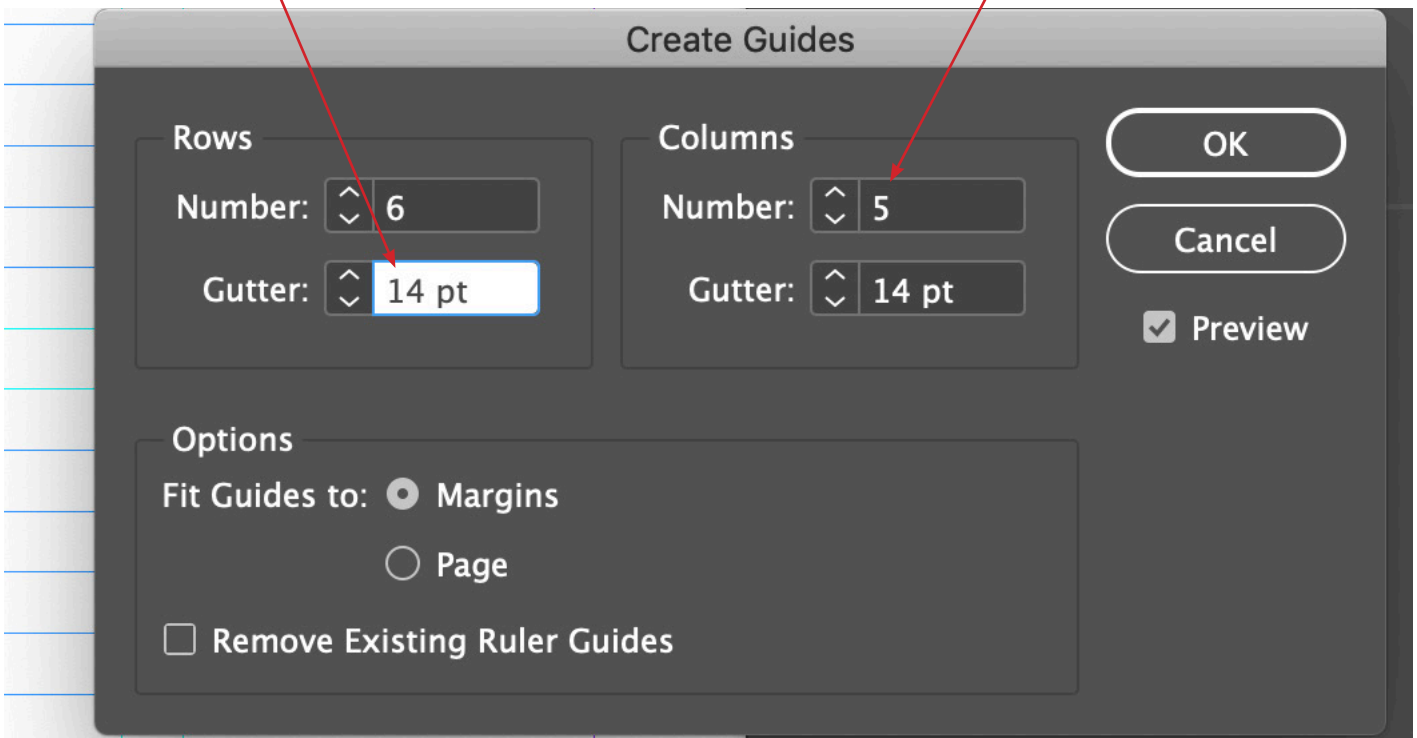 Create Guides
Rows
Number: 6
Gutter: 14 pt
Columns
Number: 5
Gutter: 14 pt
OK
Cancel
Preview
Options
Fit Guides to: Margins
Page
Remove Existing Ruler Guides